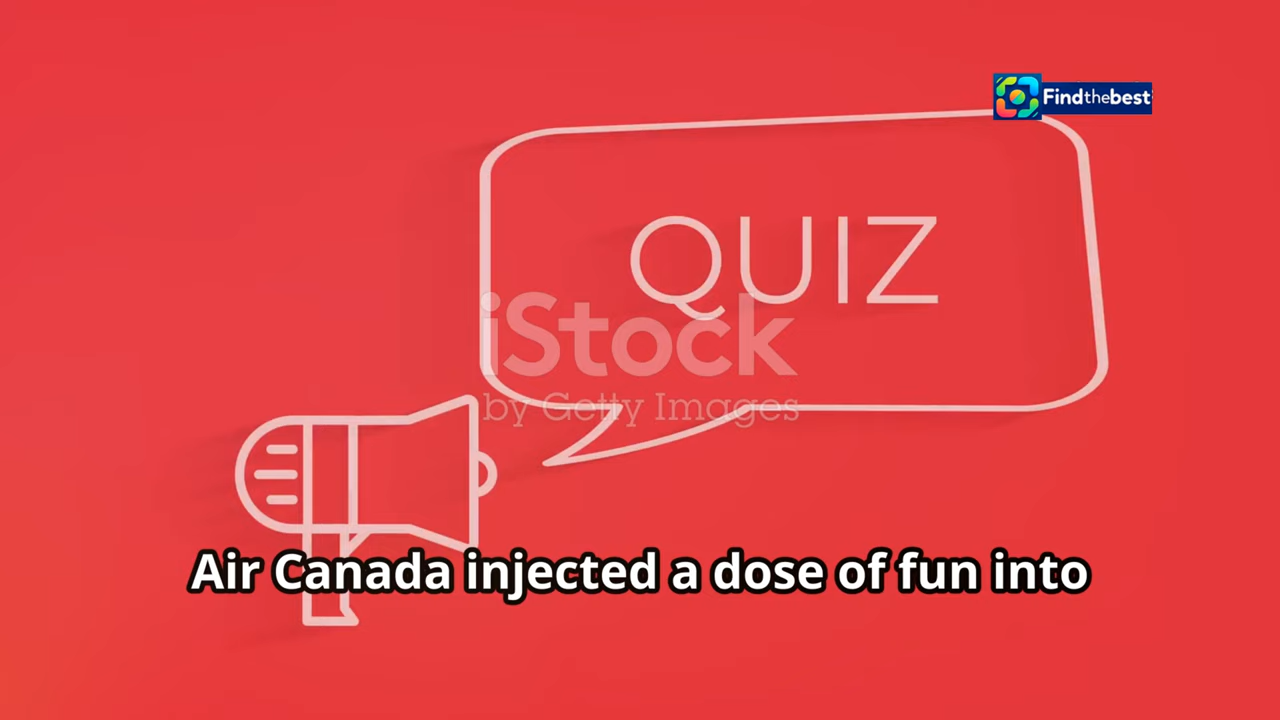 Findthebest
QUIZ
iStock
by Getty Images
Air Canada injected a dose of fun into